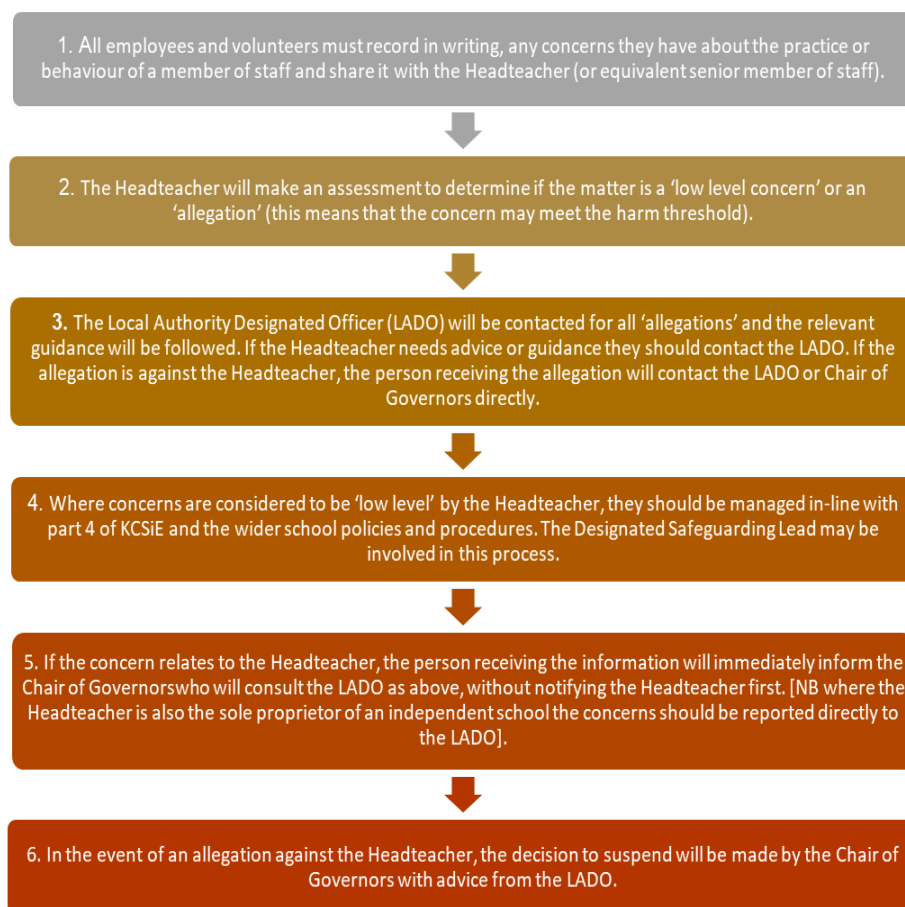 1. All employees and volunteers must record in writing, any concerns they have about the practice or
behaviour of a member of staff and share it with the Headteacher (or equivalent senior member of staff).
2. The Headteacher will make an assessment to determine if the matter is a ‘low level concern’ or an
‘allegation’ (this means that the concern may meet the harm threshold).
3. The Local Authority Designated Officer (LADO) will be contacted for all ‘allegations’ and the relevant
guidance will be followed. If the Headteacher needs advice or guidance they should contact the LADO. If the
allegation is against the Headteacher, the person receiving the allegation will contact the LADO or Chair of
Governors directly.
4. Where concerns are considered to be ‘low level’ by the Headteacher, they should be managed in-line with
part 4 of KCSiE and the wider school policies and procedures. The Designated Safeguarding Lead may be
involved in this process.
5. If the concern relates to the Headteacher, the person receiving the information will immediately inform the
Chair of Governorswho will consult the LADO as above, without notifying the Headteacher first. [NB where the
Headteacher is also the sole proprietor of an independent school the concerns should be reported directly to
the LADO].
6. In the event of an allegation against the Headteacher, the decision to suspend will be made by the Chair of
Governors with advice from the LADO.